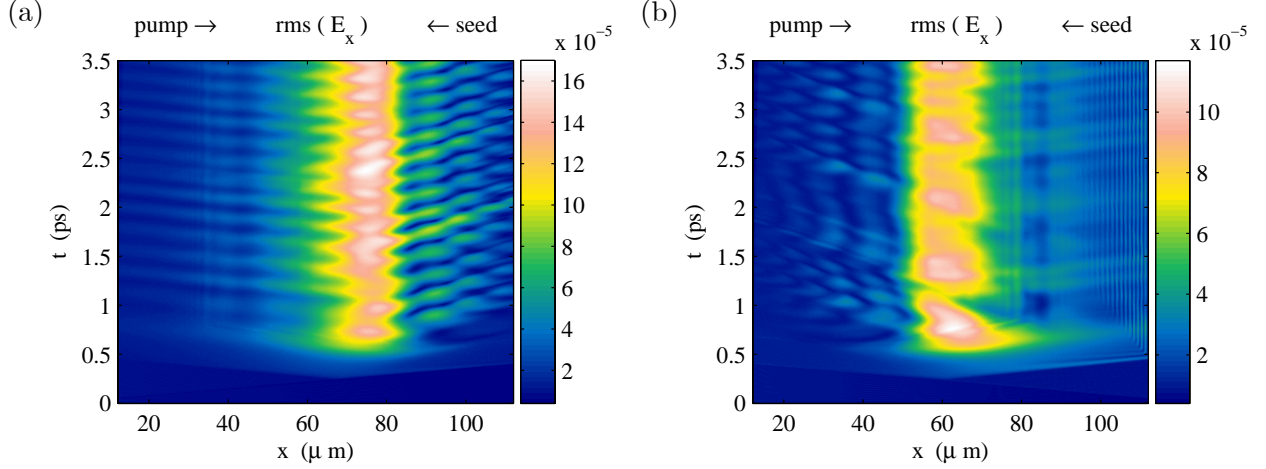 (a)
pump → rms ( E_x ) ← seed
x 10^-5
3.5
3
2.5
2
1.5
1
0.5
0
t (ps)
20 40 60 80 100
x (μ m)
16
14
12
10
8
6
4
2
(b)
pump → rms ( E_x ) ← seed
x 10^-5
3.5
3
2.5
2
1.5
1
0.5
0
t (ps)
20 40 60 80 100
x (μ m)
10
8
6
4
2